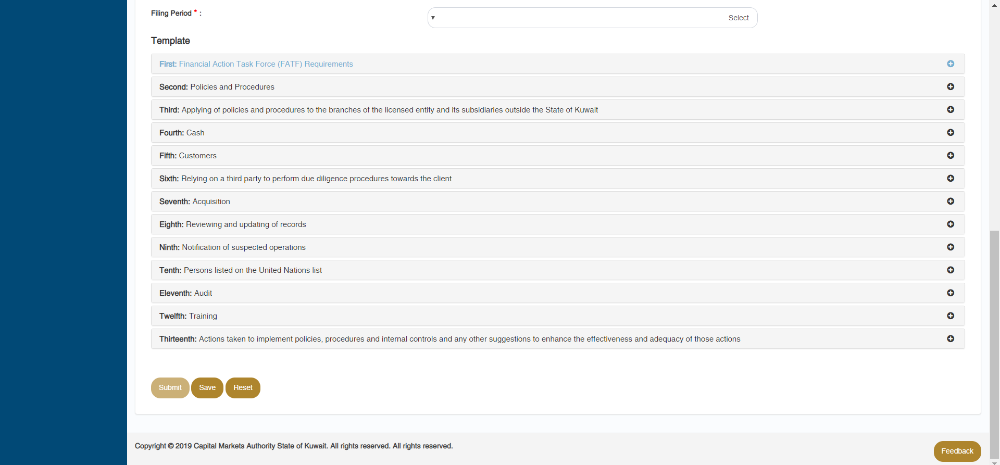 Filing Period * :
Select
Template
First: Financial Action Task Force (FATF) Requirements
Second: Policies and Procedures
Third: Applying of policies and procedures to the branches of the licensed entity and its subsidiaries outside the State of Kuwait
Fourth: Cash
Fifth: Customers
Sixth: Relying on a third party to perform due diligence procedures towards the client
Seventh: Acquisition
Eighth: Reviewing and updating of records
Ninth: Notification of suspected operations
Tenth: Persons listed on the United Nations list
Eleventh: Audit
Twelfth: Training
Thirteenth: Actions taken to implement policies, procedures and internal controls and any other suggestions to enhance the effectiveness and adequacy of those actions
Submit Save Reset
Copyright © 2019 Capital Markets Authority State of Kuwait. All rights reserved. All rights reserved.
Feedback